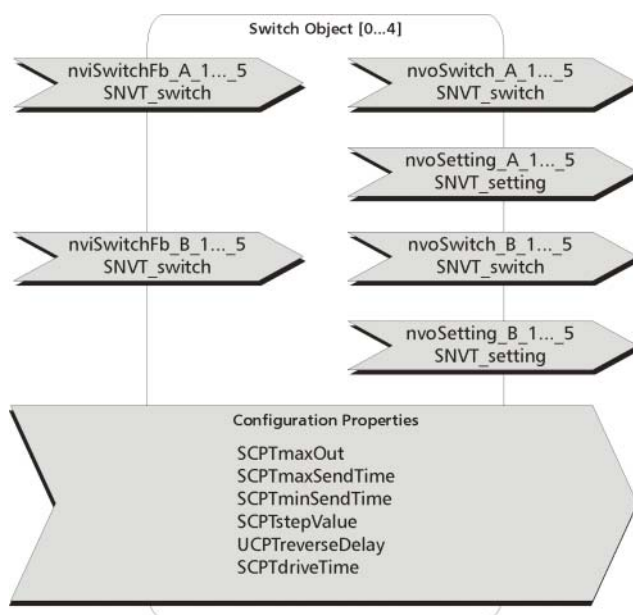 Switch Object [0...4]
nviSwitchFb_A_1..._5
SNVT_switch
nvoSwitch_A_1..._5
SNVT_switch
nvoSetting_A_1..._5
SNVT_setting
nviSwitchFb_B_1..._5
SNVT_switch
nvoSwitch_B_1..._5
SNVT_switch
nvoSetting_B_1..._5
SNVT_setting
Configuration Properties
SCPTmaxOut
SCPTmaxSendTime
SCPTminSendTime
SCPTstepValue
UCPTreverseDelay
SCPTdriveTime